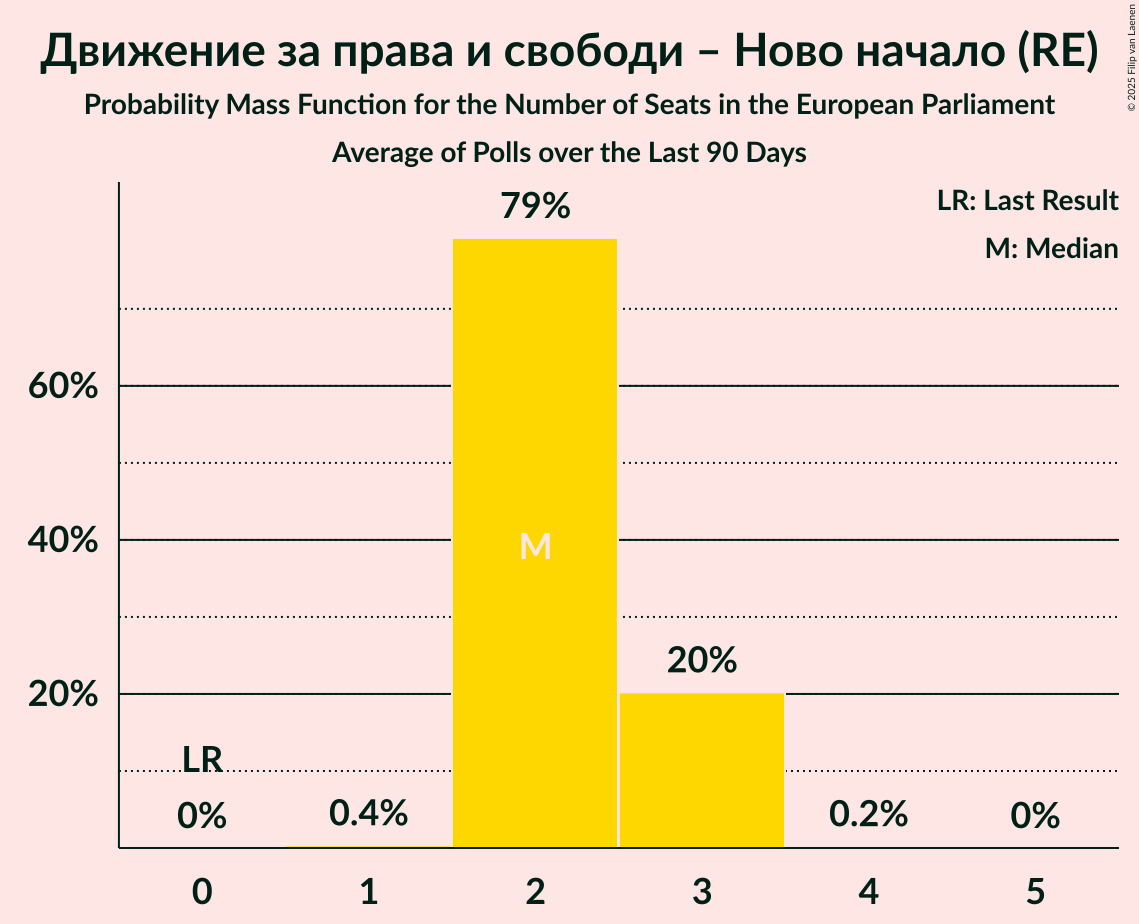 Движение за права и свободи – Ново начало (RE)
Probability Mass Function for the Number of Seats in the European Parliament
Average of Polls over the Last 90 Days
© 2025 Filip van Laenen
LR: Last Result
M: Median
79%
60%
40%
M
20%
20%
LR
0%
0.4%
0.2%
0%
0
1
2
3
4
5